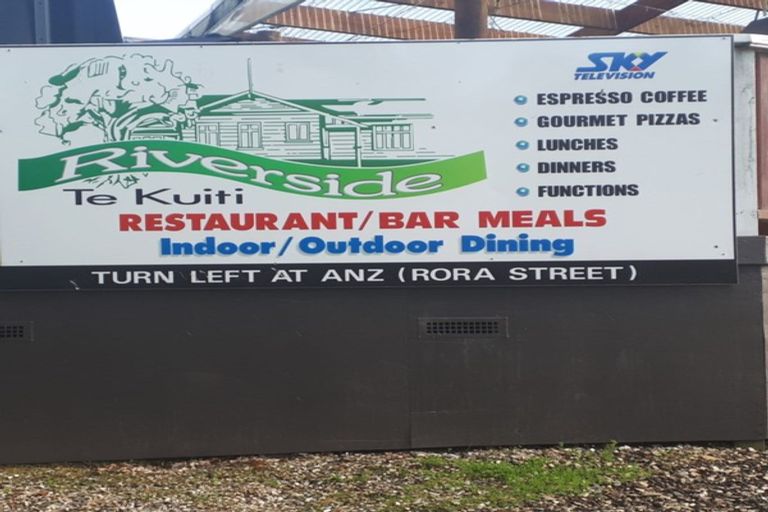 SKY
TELEVISION
ESPRESSO COFFEE
GOURMET PIZZAS
LUNCHES
DINNERS
FUNCTIONS
Riverside
Te Kuiti
RESTAURANT/BAR MEALS
Indoor/Outdoor Dining
TURN LEFT AT ANZ (RORA STREET)